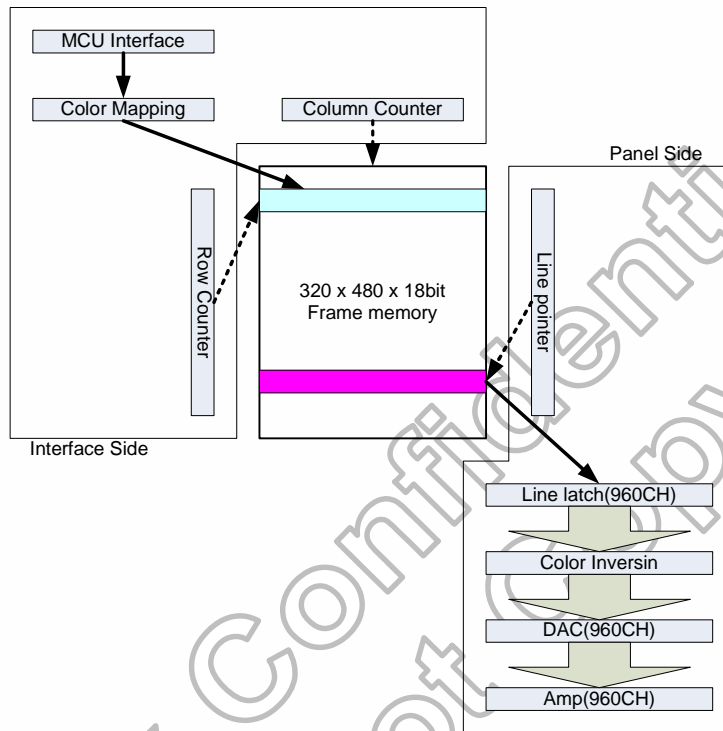 MCU Interface
Color Mapping
Column Counter
Panel Side
Row Counter
320 x 480 x 18bit
Frame memory
Line pointer
Interface Side
Line latch(960CH)
Color Inversin
DAC(960CH)
Amp(960CH)